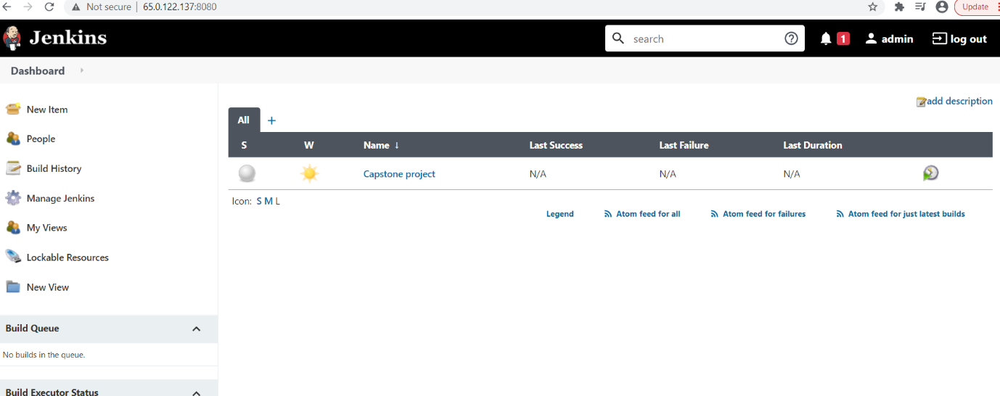 Not secure | 65.0.122.137:8080 Update
Jenkins search 1 admin log out
Dashboard
add description
New Item
People
Build History
Manage Jenkins
My Views
Lockable Resources
New View
Build Queue
No builds in the queue.
Build Executor Status
All +
S W Name ↓ Last Success Last Failure Last Duration
Capstone project N/A N/A N/A
Icon: S M L
Legend Atom feed for all Atom feed for failures Atom feed for just latest builds